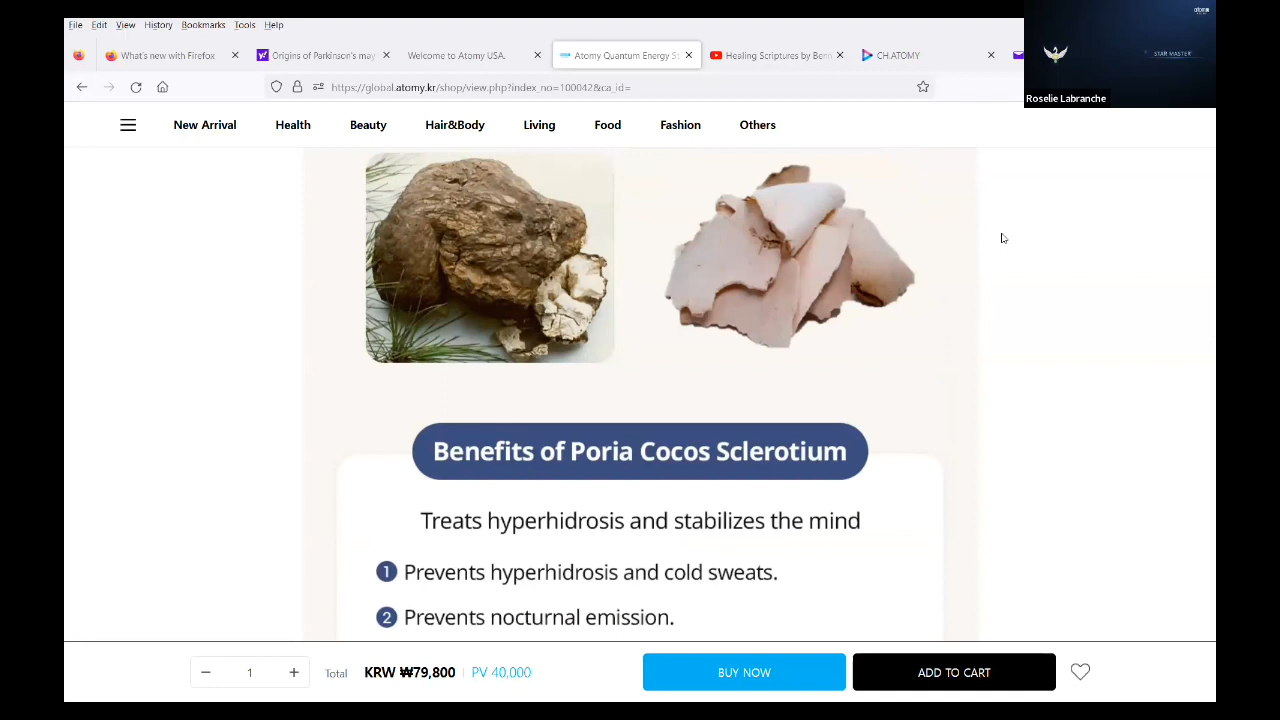 File Edit View History Bookmarks Tools Help
What's new with Firefox
Origins of Parkinson's may
Welcome to Atomy USA.
Atomy Quantum Energy S
Healing Scriptures by Benn
CH.ATOMY
atomy
STAR MASTER
Roselie Labranche
https://global.atomy.kr/shop/view.php?index_no=100042&ca_id=
New Arrival Health Beauty Hair&Body Living Food Fashion Others
Benefits of Poria Cocos Sclerotium
Treats hyperhidrosis and stabilizes the mind
1 Prevents hyperhidrosis and cold sweats.
2 Prevents nocturnal emission.
− 1 + Total KRW ₩79,800 | PV 40,000 BUY NOW ADD TO CART